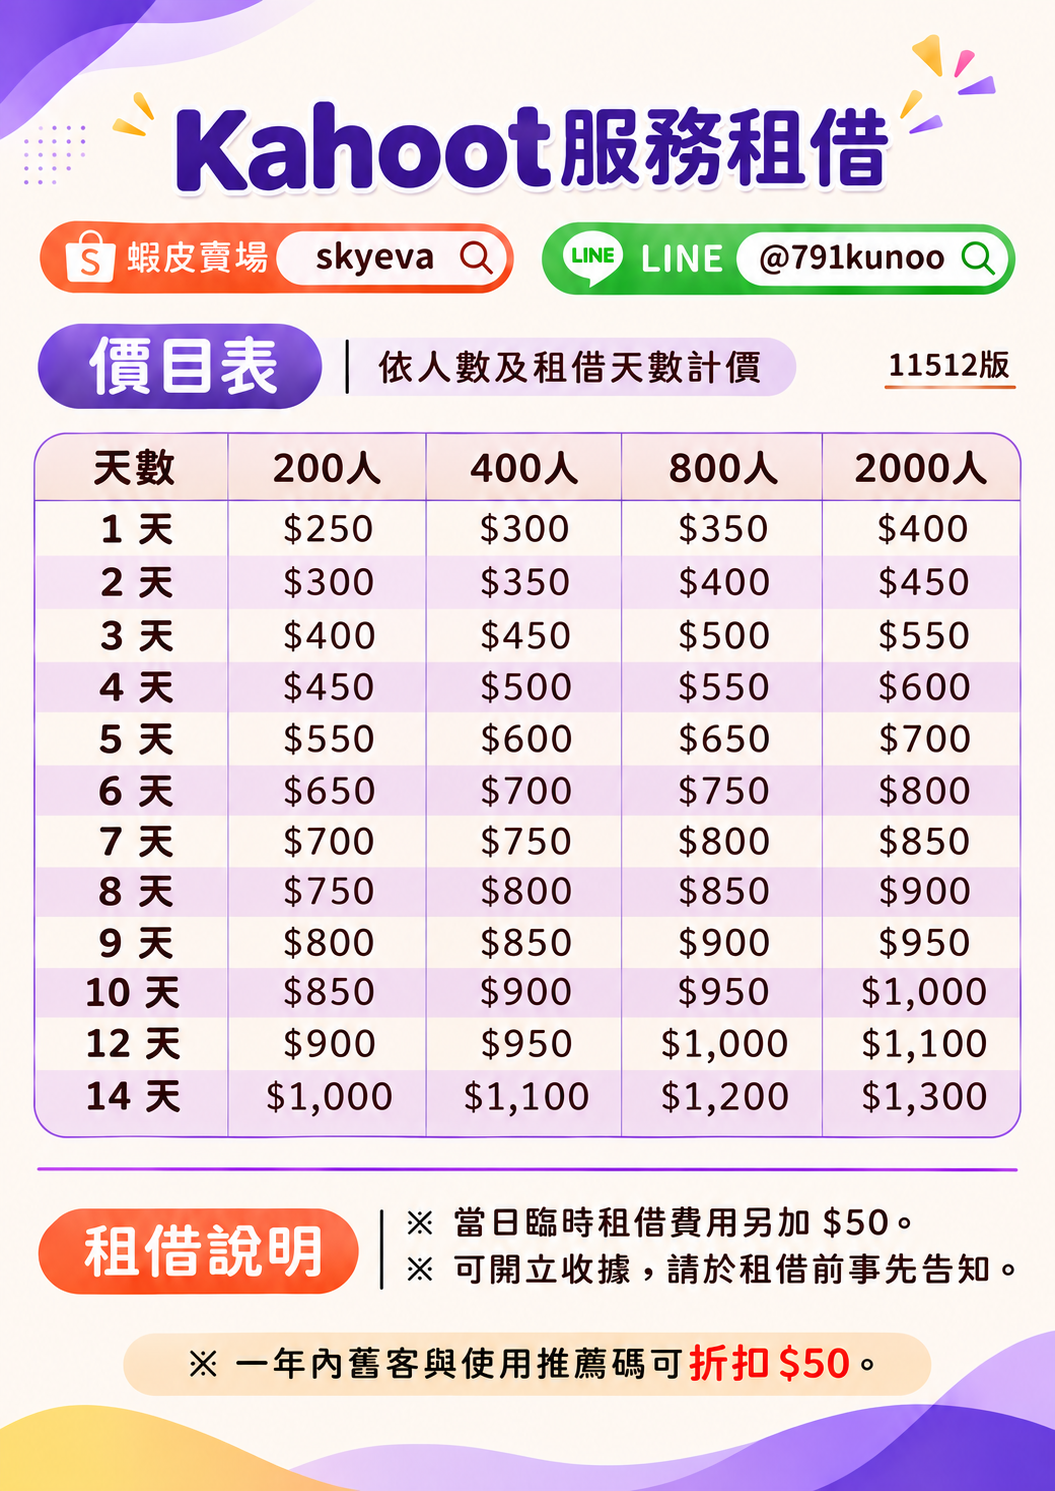 Kahoot服務租借
蝦皮賣場 skyeva LINE LINE @791kunoo
價目表 依人數及租借天數計價 11512版
天數 200人 400人 800人 2000人
1 天 $250 $300 $350 $400
2 天 $300 $350 $400 $450
3 天 $400 $450 $500 $550
4 天 $450 $500 $550 $600
5 天 $550 $600 $650 $700
6 天 $650 $700 $750 $800
7 天 $700 $750 $800 $850
8 天 $750 $800 $850 $900
9 天 $800 $850 $900 $950
10 天 $850 $900 $950 $1,000
12 天 $900 $950 $1,000 $1,100
14 天 $1,000 $1,100 $1,200 $1,300
租借說明
※ 當日臨時租借費用另加 $50。
※ 可開立收據，請於租借前事先告知。
※ 一年內舊客與使用推薦碼可折扣 $50。